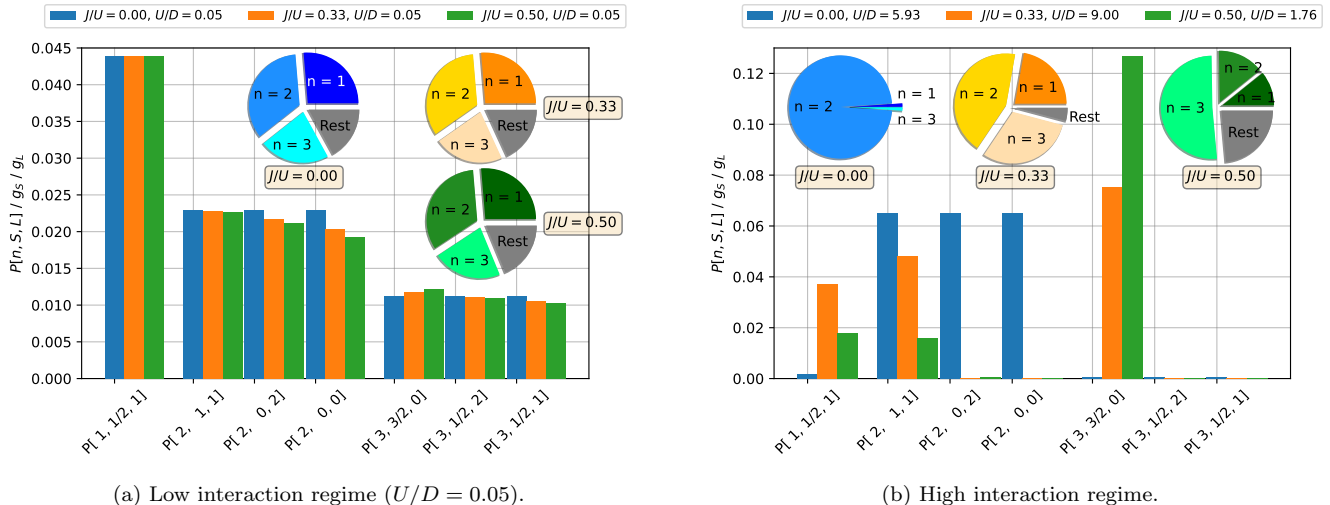 J/U = 0.00, U/D = 0.05 J/U = 0.33, U/D = 0.05 J/U = 0.50, U/D = 0.05
P[n, S, L] / g_S / g_L
0.045
0.040
0.035
0.030
0.025
0.020
0.015
0.010
0.005
0.000
n = 1
n = 2
n = 3
Rest
J/U = 0.00
n = 1
n = 2
n = 3
Rest
J/U = 0.33
n = 1
n = 2
n = 3
Rest
J/U = 0.50
P[ 1, 1/2, 1]
P[ 2, 1, 1]
P[ 2, 0, 2]
P[ 2, 0, 0]
P[ 3, 3/2, 0]
P[ 3, 1/2, 2]
P[ 3, 1/2, 1]
(a) Low interaction regime (U/D = 0.05).
J/U = 0.00, U/D = 5.93 J/U = 0.33, U/D = 9.00 J/U = 0.50, U/D = 1.76
P[n, S, L] / g_S / g_L
0.12
0.10
0.08
0.06
0.04
0.02
0.00
n = 2
n = 1
n = 3
J/U = 0.00
n = 1
n = 2
n = 3
Rest
J/U = 0.33
n = 2
n = 1
n = 3
Rest
J/U = 0.50
P[ 1, 1/2, 1]
P[ 2, 1, 1]
P[ 2, 0, 2]
P[ 2, 0, 0]
P[ 3, 3/2, 0]
P[ 3, 1/2, 2]
P[ 3, 1/2, 1]
(b) High interaction regime.